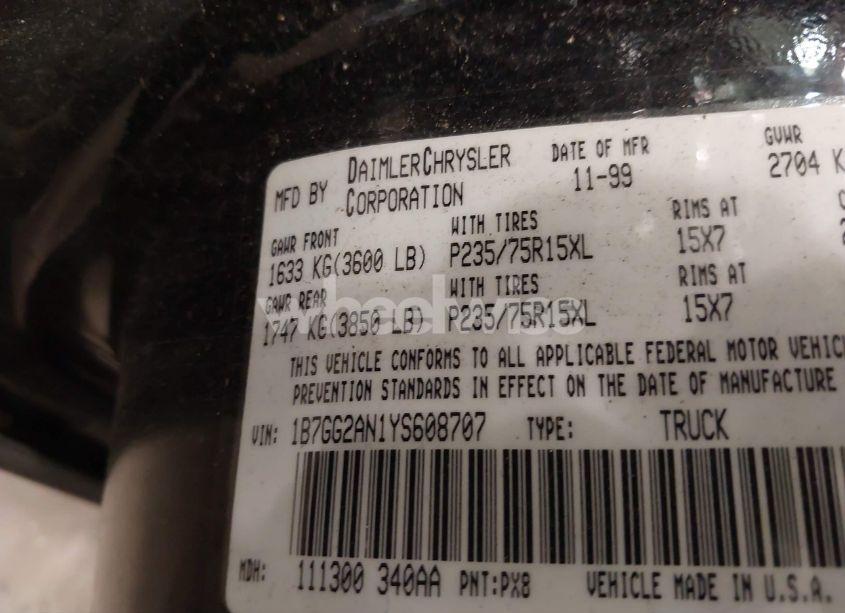 MFD BY DAIMLERCHRYSLER CORPORATION DATE OF MFR 11-99 GVWR 2704 K
GAWR FRONT WITH TIRES RIMS AT
1633 KG(3600 LB) P235/75R15XL 15X7
GAWR REAR WITH TIRES RIMS AT
1747 KG(3850 LB) P235/75R15XL 15X7
THIS VEHICLE CONFORMS TO ALL APPLICABLE FEDERAL MOTOR VEHIC
PREVENTION STANDARDS IN EFFECT ON THE DATE OF MANUFACTURE
VIN: 1B7GG2AN1YS608707 TYPE: TRUCK
MDH: 111300 340AA PNT:PX8 VEHICLE MADE IN U.S.A.